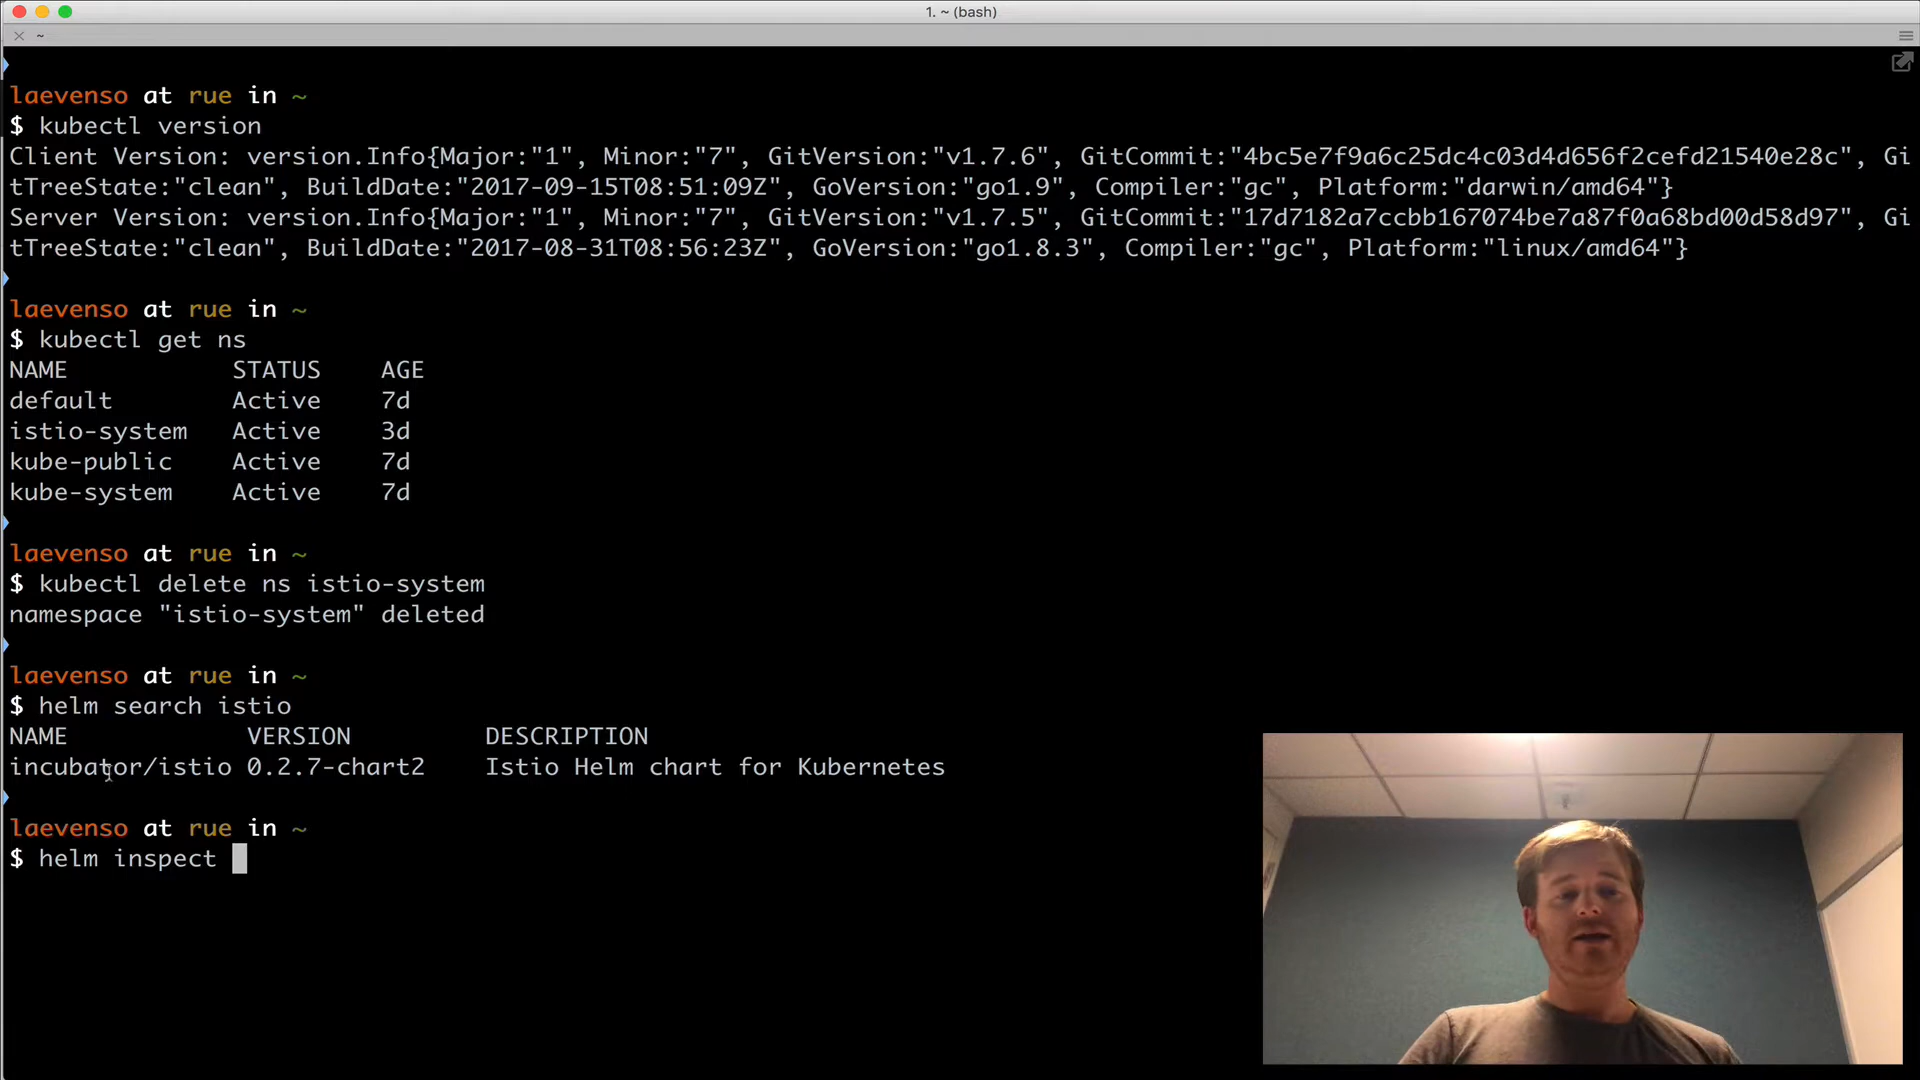 1. ~ (bash)
~
laevenso at rue in ~
$ kubectl version
Client Version: version.Info{Major:"1", Minor:"7", GitVersion:"v1.7.6", GitCommit:"4bc5e7f9a6c25dc4c03d4d656f2cefd21540e28c", Gi
tTreeState:"clean", BuildDate:"2017-09-15T08:51:09Z", GoVersion:"go1.9", Compiler:"gc", Platform:"darwin/amd64"}
Server Version: version.Info{Major:"1", Minor:"7", GitVersion:"v1.7.5", GitCommit:"17d7182a7ccbb167074be7a87f0a68bd00d58d97", Gi
tTreeState:"clean", BuildDate:"2017-08-31T08:56:23Z", GoVersion:"go1.8.3", Compiler:"gc", Platform:"linux/amd64"}
laevenso at rue in ~
$ kubectl get ns
NAME STATUS AGE
default Active 7d
istio-system Active 3d
kube-public Active 7d
kube-system Active 7d
laevenso at rue in ~
$ kubectl delete ns istio-system
namespace "istio-system" deleted
laevenso at rue in ~
$ helm search istio
NAME VERSION DESCRIPTION
incubator/istio 0.2.7-chart2 Istio Helm chart for Kubernetes
laevenso at rue in ~
$ helm inspect